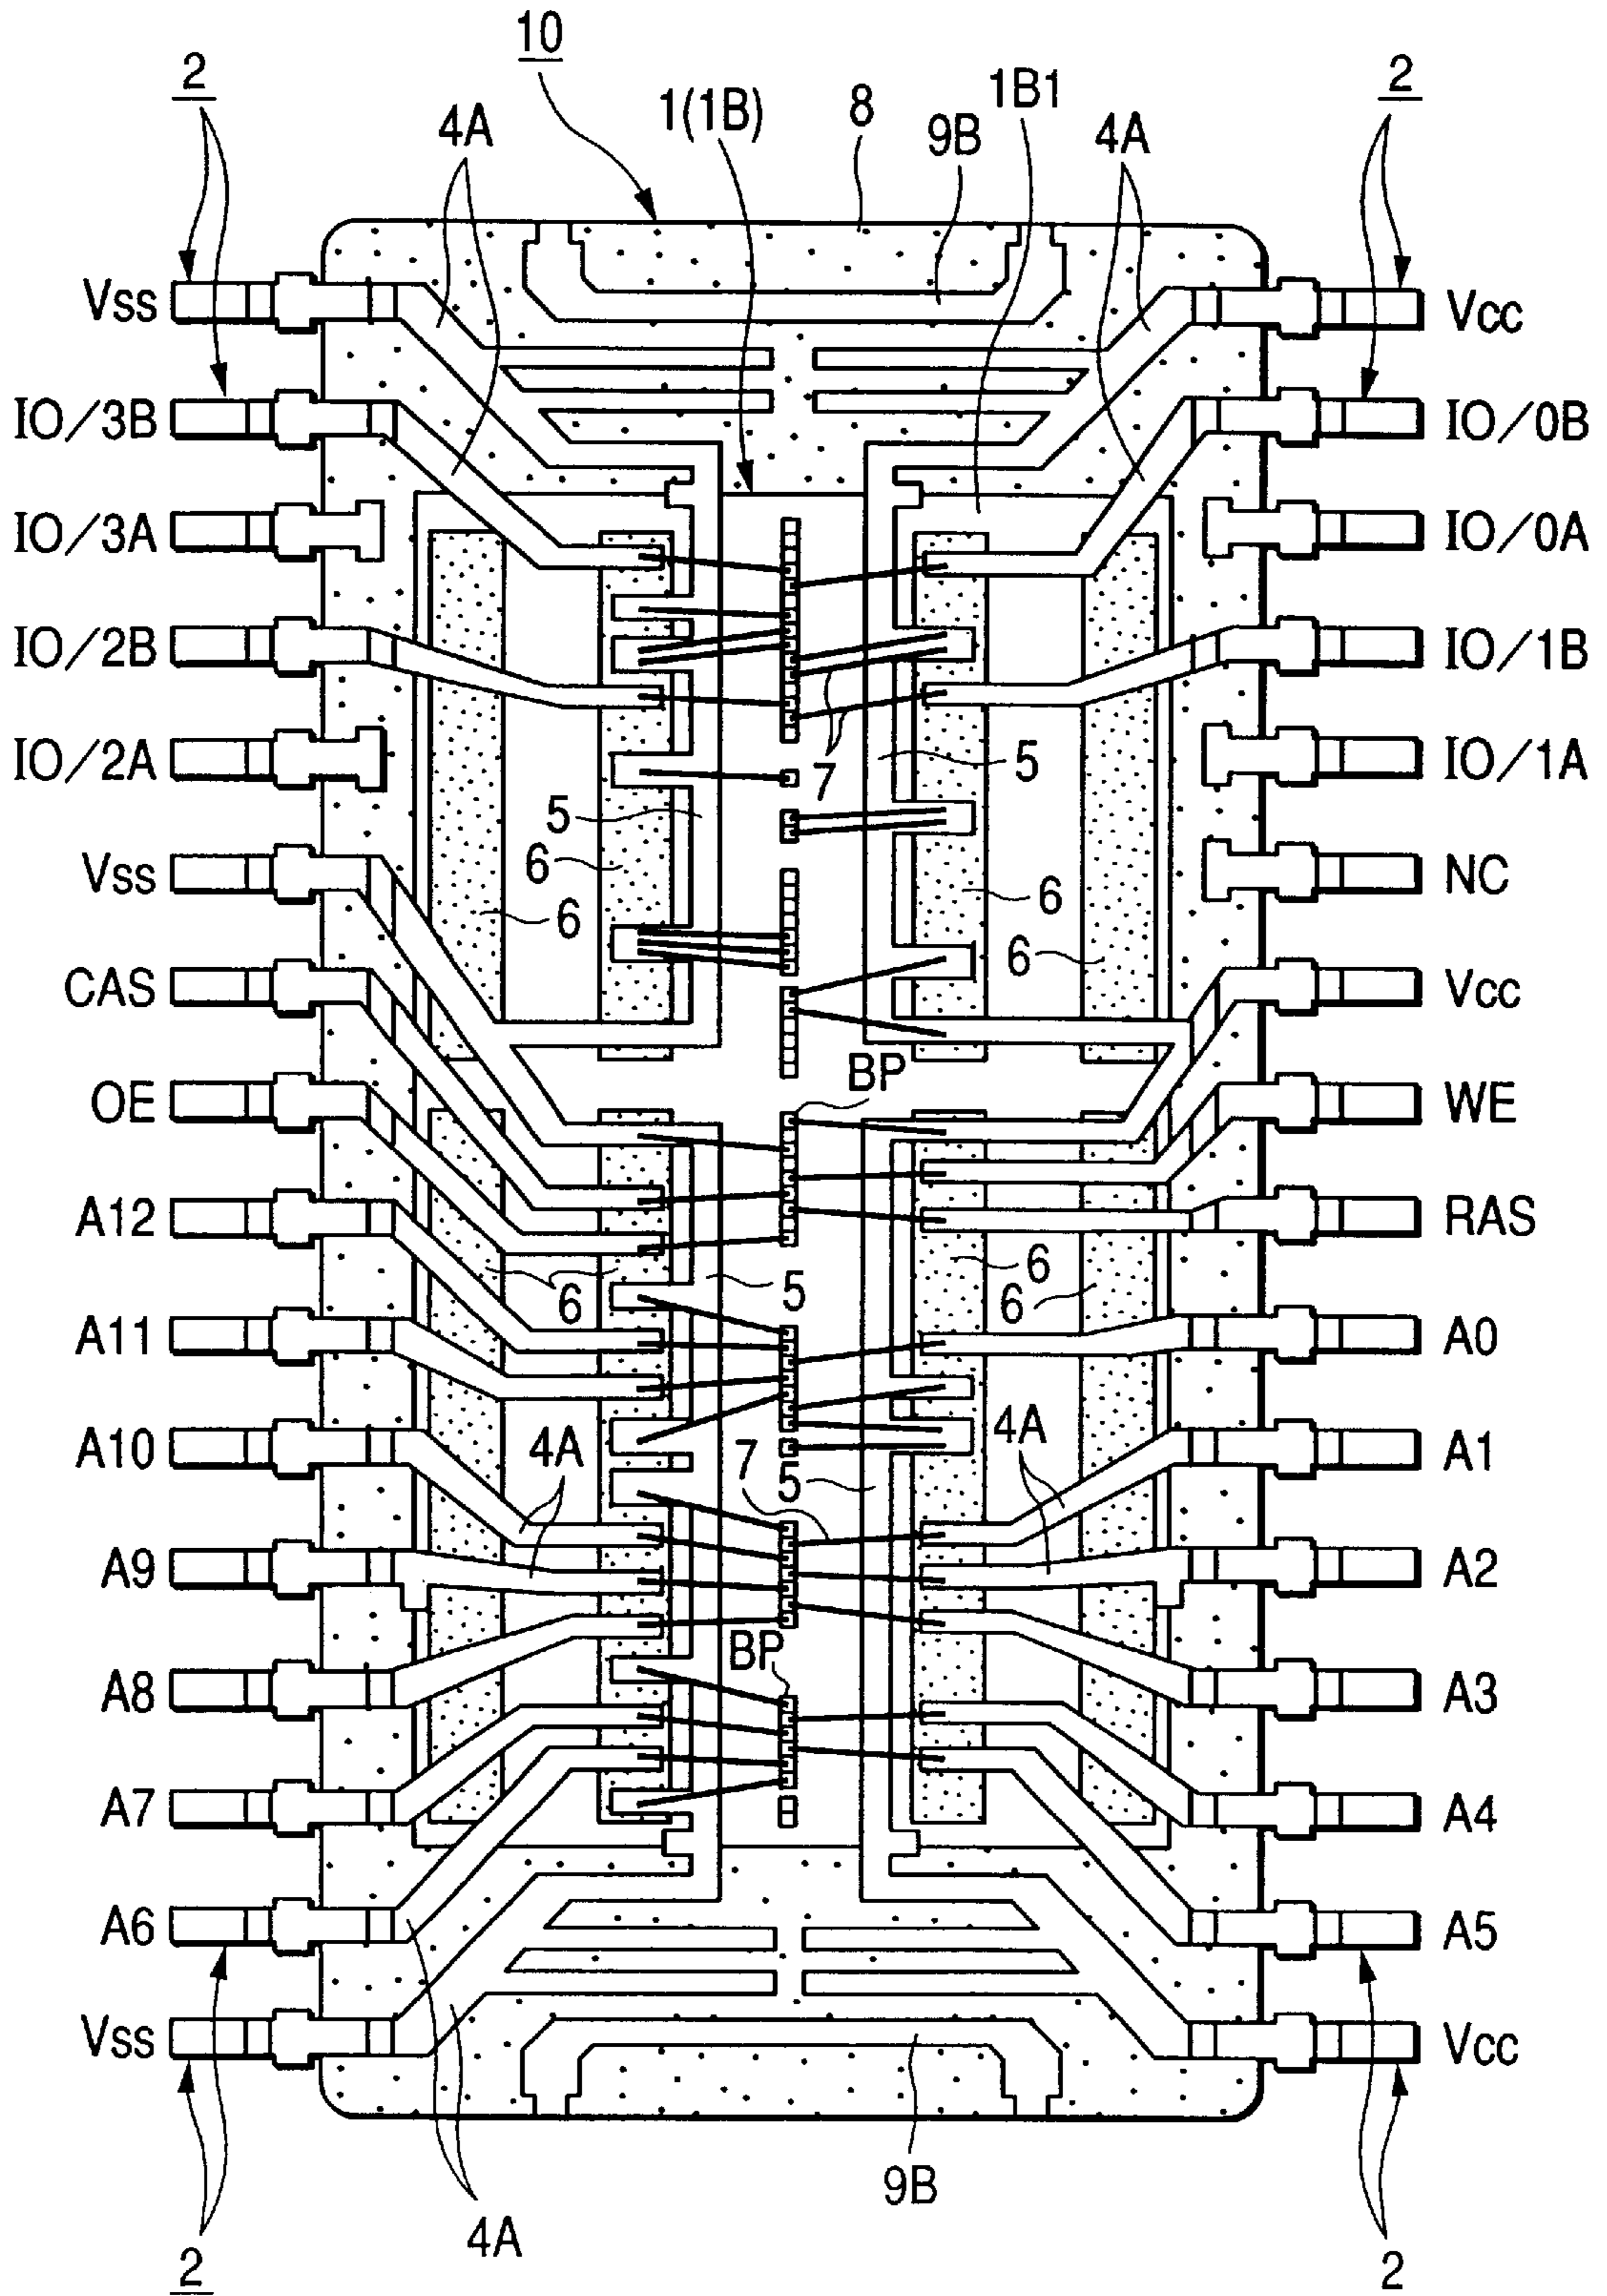 10
2
2
1(1B)
8
1B1
4A
9B
4A
Vss
Vcc
IO/3B
IO/0B
IO/3A
IO/0A
IO/2B
IO/1B
IO/2A
7
5
IO/1A
5
6
Vss
6
6
NC
6
CAS
Vcc
BP
OE
WE
A12
RAS
6
5
6
6
A11
A0
A10
4A
7
5
4A
A1
A9
A2
BP
A8
A3
A7
A4
A6
A5
Vss
Vcc
9B
4A
2
2